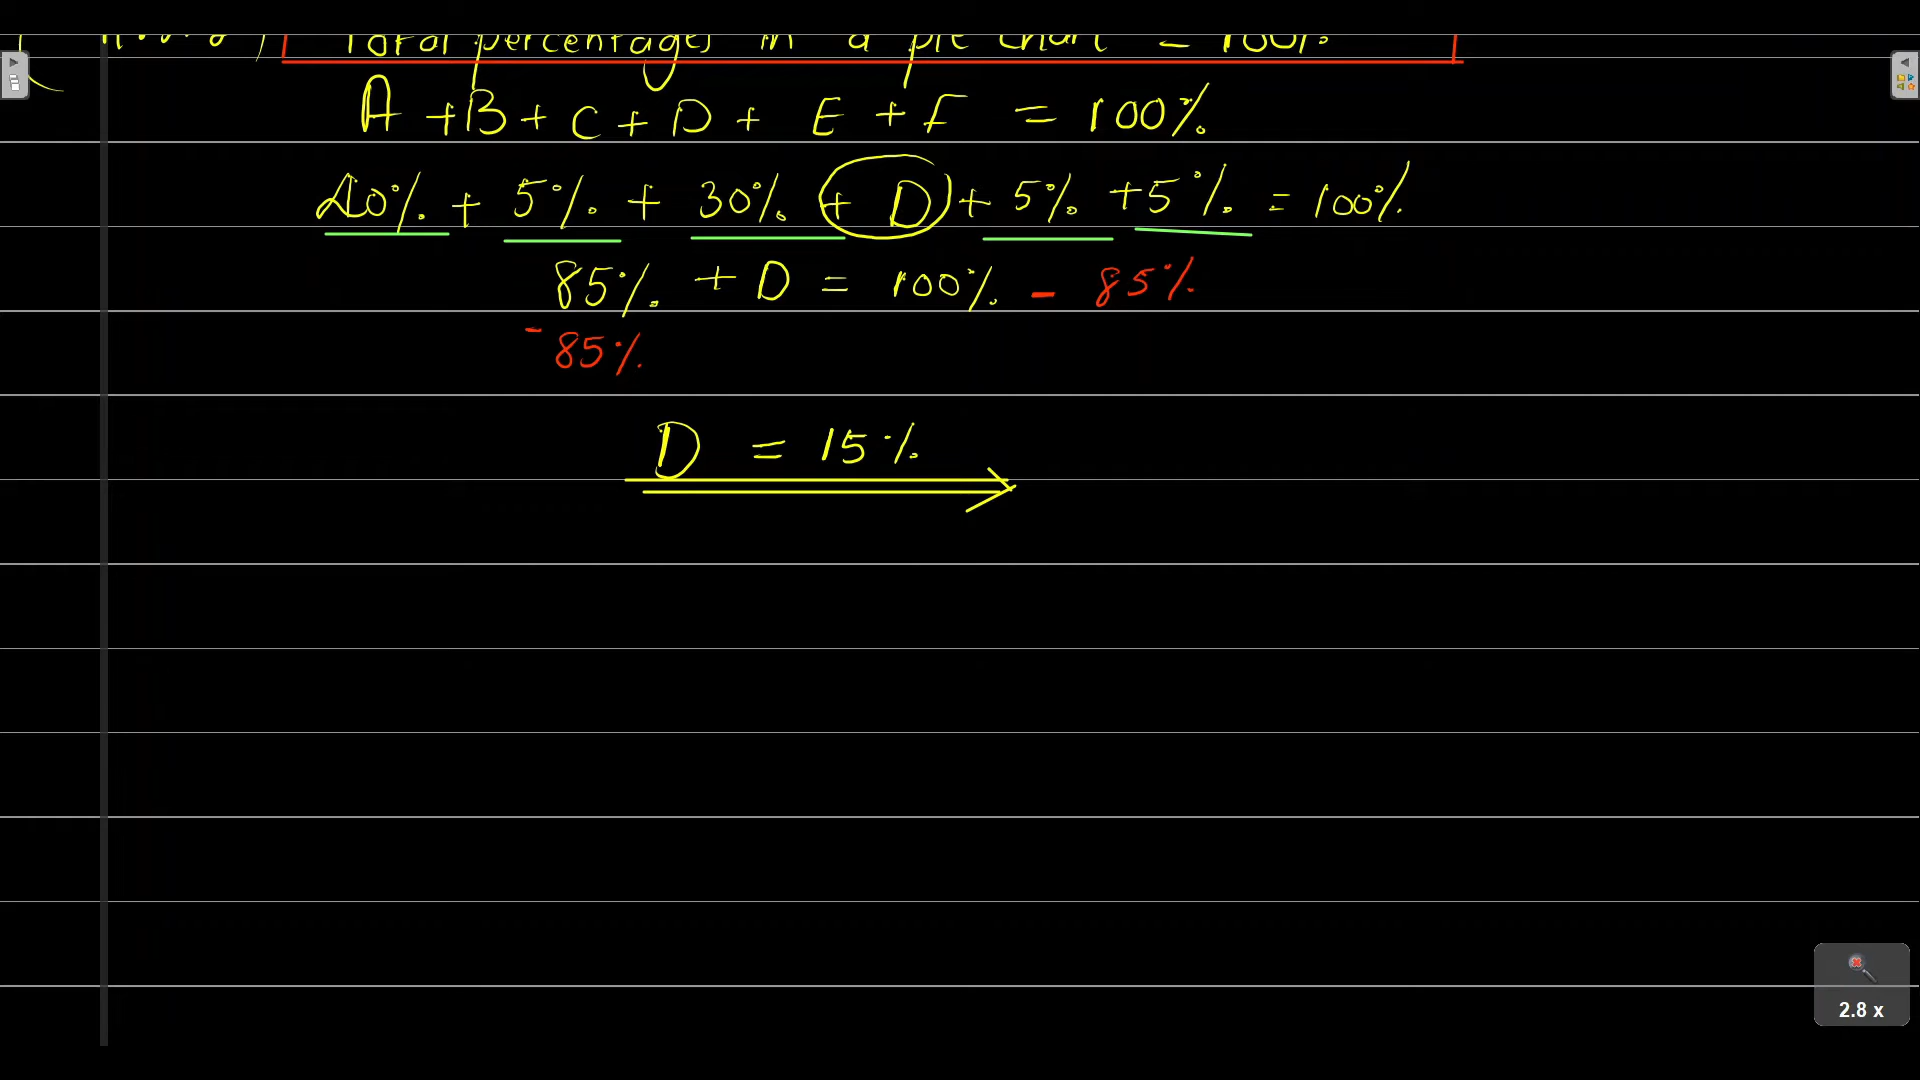 Total percentages in a pie chart = 100%
A + B + C + D + E + F = 100%
40% + 5% + 30% + D + 5% + 5% = 100%
85% + D = 100% - 85%
-85%
D = 15%
2.8 x